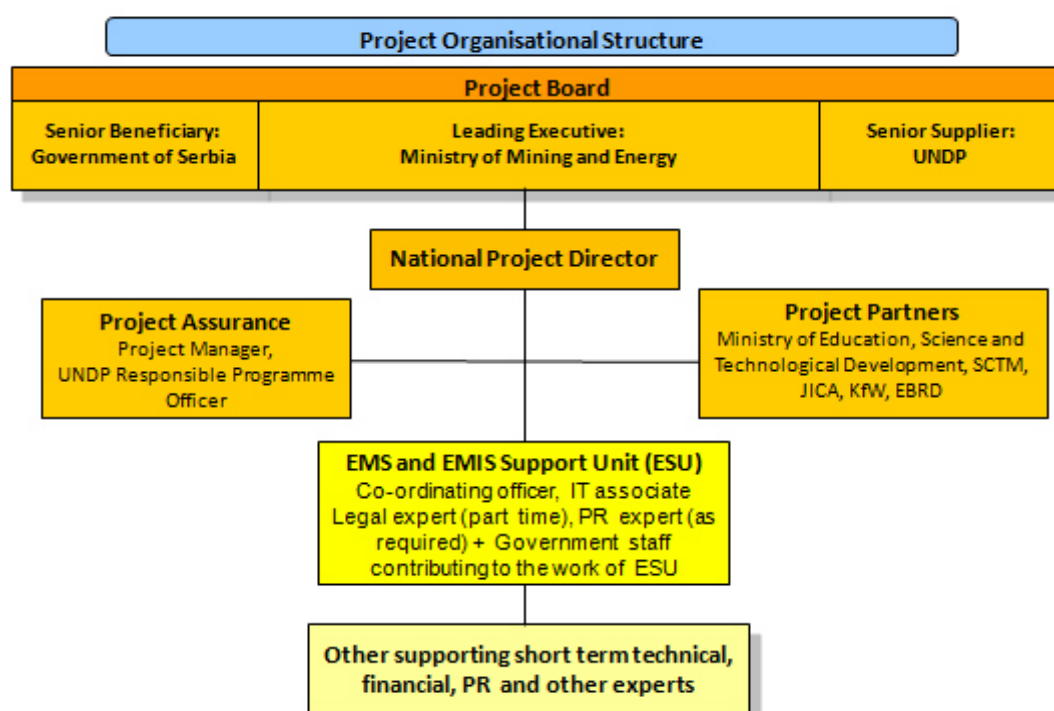 Project Organisational Structure
Project Board
Senior Beneficiary:
Government of Serbia
Leading Executive:
Ministry of Mining and Energy
Senior Supplier:
UNDP
National Project Director
Project Assurance
Project Manager,
UNDP Responsible Programme
Officer
Project Partners
Ministry of Education, Science and
Technological Development, SCTM,
JICA, KfW, EBRD
EMS and EMIS Support Unit (ESU)
Co-ordinating officer, IT associate
Legal expert (part time), PR expert (as
required) + Government staff
contributing to the work of ESU
Other supporting short term technical,
financial, PR and other experts